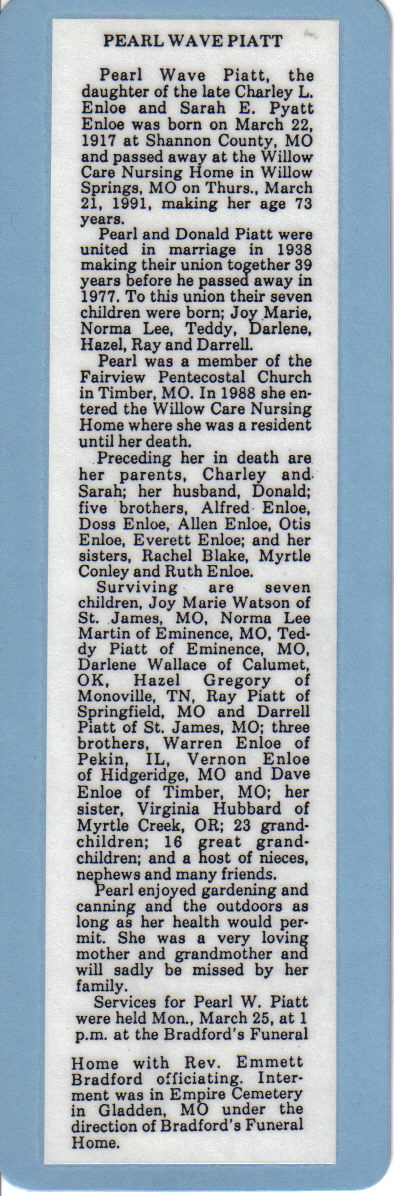 PEARL WAVE PIATT
Pearl Wave Piatt, the
daughter of the late Charley L.
Enloe and Sarah E. Pyatt
Enloe was born on March 22,
1917 at Shannon County, MO
and passed away at the Willow
Care Nursing Home in Willow
Springs, MO on Thurs., March
21, 1991, making her age 73
years.
Pearl and Donald Piatt were
united in marriage in 1938
making their union together 39
years before he passed away in
1977. To this union their seven
children were born; Joy Marie,
Norma Lee, Teddy, Darlene,
Hazel, Ray and Darrell.
Pearl was a member of the
Fairview Pentecostal Church
in Timber, MO. In 1988 she en-
tered the Willow Care Nursing
Home where she was a resident
until her death.
Preceding her in death are
her parents, Charley and
Sarah; her husband, Donald;
five brothers, Alfred Enloe,
Doss Enloe, Allen Enloe, Otis
Enloe, Everett Enloe; and her
sisters, Rachel Blake, Myrtle
Conley and Ruth Enloe.
Surviving are seven
children, Joy Marie Watson of
St. James, MO, Norma Lee
Martin of Eminence, MO, Ted-
dy Piatt of Eminence, MO,
Darlene Wallace of Calumet,
OK, Hazel Gregory of
Monoville, TN, Ray Piatt of
Springfield, MO and Darrell
Piatt of St. James, MO; three
brothers, Warren Enloe of
Pekin, IL, Vernon Enloe
of Hidgeridge, MO and Dave
Enloe of Timber, MO; her
sister, Virginia Hubbard of
Myrtle Creek, OR; 23 grand-
children; 16 great grand-
children; and a host of nieces,
nephews and many friends.
Pearl enjoyed gardening and
canning and the outdoors as
long as her health would per-
mit. She was a very loving
mother and grandmother and
will sadly be missed by her
family.
Services for Pearl W. Piatt
were held Mon., March 25, at 1
p.m. at the Bradford's Funeral
Home with Rev. Emmett
Bradford officiating. Inter-
ment was in Empire Cemetery
in Gladden, MO under the
direction of Bradford's Funeral
Home.